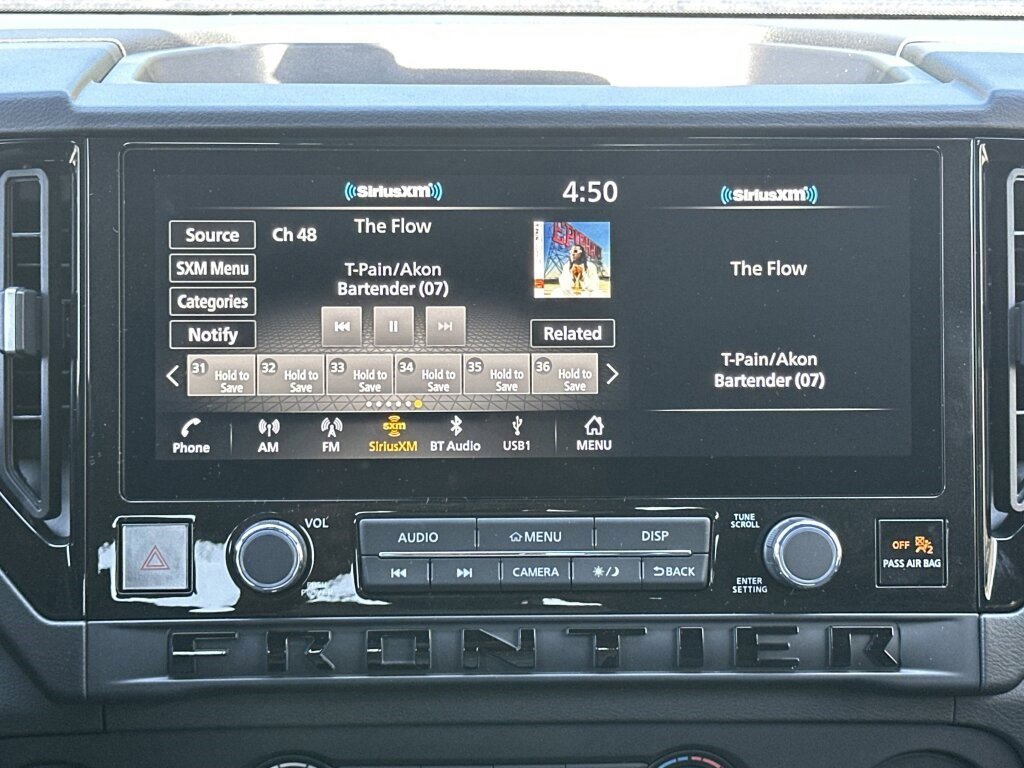 SiriusXM
4:50
SiriusXM
Source
Ch 48
The Flow
SXM Menu
T-Pain/Akon
Categories
Bartender (07)
Notify
Related
The Flow
T-Pain/Akon
Bartender (07)
31 Hold to Save
32 Hold to Save
33 Hold to Save
34 Hold to Save
35 Hold to Save
36 Hold to Save
Phone
AM
FM
sxm
SiriusXM
BT Audio
USB1
MENU
VOL
AUDIO
MENU
DISP
CAMERA
BACK
TUNE
SCROLL
ENTER
SETTING
OFF 2
PASS AIR BAG
FRONTIER